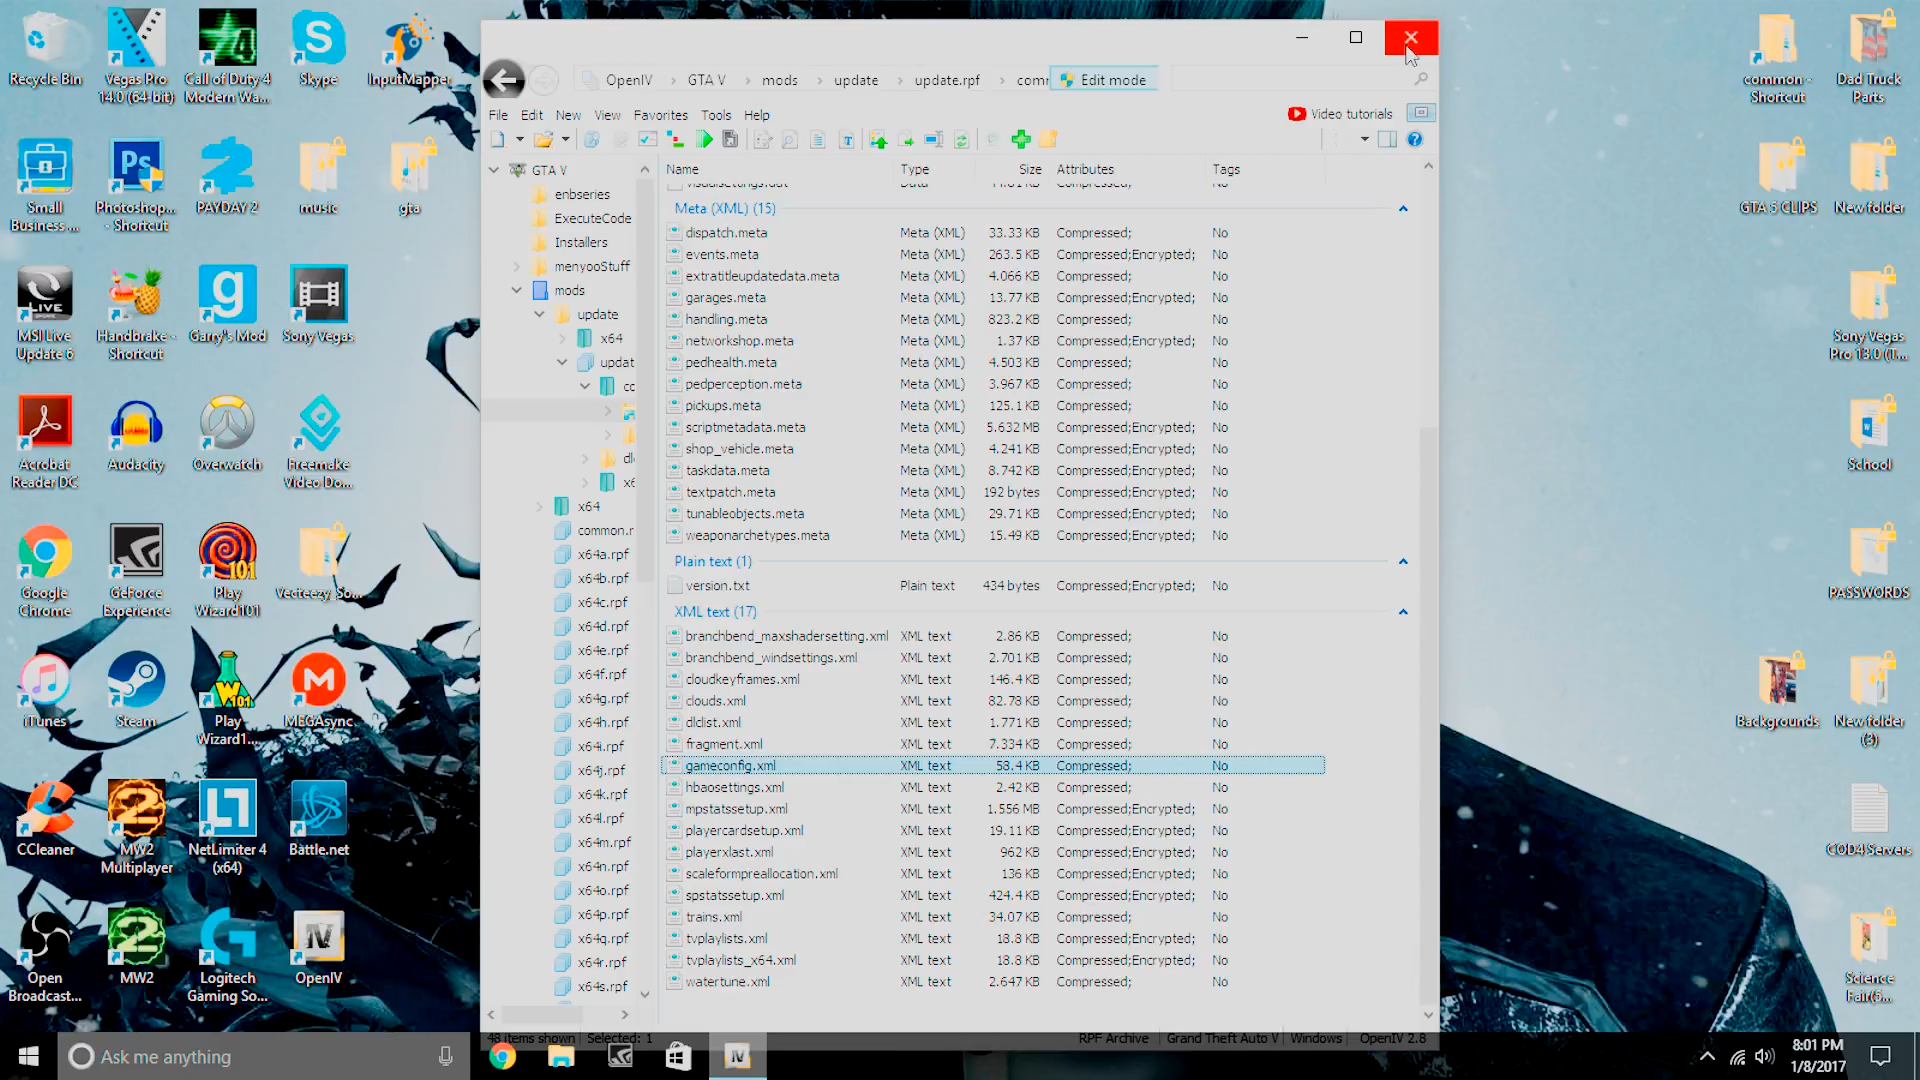 Recycle Bin
Vegas Pro
14.0 (64-bit)
Call of Duty 4
Modern Wa...
Skype
InputMapper
Small
Business ...
Photoshop...
- Shortcut
PAYDAY 2
music
gta
MSI Live
Update 6
Handbrake -
Shortcut
Garry's Mod
Sony Vegas
Acrobat
Reader DC
Audacity
Overwatch
Freemake
Video Do...
Google
Chrome
GeForce
Experience
Play
Wizard101
Vecteezy_So...
iTunes
Steam
Play
Wizard1...
MEGAsync
CCleaner
MW2
Multiplayer
NetLimiter 4
(x64)
Battle.net
Open
Broadcast...
MW2
Logitech
Gaming So...
OpenIV
OpenIV
GTA V
mods
update
update.rpf
comr
Edit mode
File Edit New View Favorites Tools Help
Video tutorials
GTA V
enbseries
ExecuteCode
Installers
menyooStuff
mods
update
x64
updat
cc
dl
x6
x64
common.r
x64a.rpf
x64b.rpf
x64c.rpf
x64d.rpf
x64e.rpf
x64f.rpf
x64g.rpf
x64h.rpf
x64i.rpf
x64j.rpf
x64k.rpf
x64l.rpf
x64m.rpf
x64n.rpf
x64o.rpf
x64p.rpf
x64q.rpf
x64r.rpf
x64s.rpf
Name Type Size Attributes Tags
Meta (XML) (15)
dispatch.meta Meta (XML) 33.33 KB Compressed; No
events.meta Meta (XML) 263.5 KB Compressed;Encrypted; No
extratitleupdatedata.meta Meta (XML) 4.066 KB Compressed;Encrypted; No
garages.meta Meta (XML) 13.77 KB Compressed;Encrypted; No
handling.meta Meta (XML) 823.2 KB Compressed; No
networkshop.meta Meta (XML) 1.37 KB Compressed;Encrypted; No
pedhealth.meta Meta (XML) 4.503 KB Compressed; No
pedperception.meta Meta (XML) 3.967 KB Compressed; No
pickups.meta Meta (XML) 125.1 KB Compressed; No
scriptmetadata.meta Meta (XML) 5.632 MB Compressed;Encrypted; No
shop_vehicle.meta Meta (XML) 4.241 KB Compressed;Encrypted; No
taskdata.meta Meta (XML) 8.742 KB Compressed;Encrypted; No
textpatch.meta Meta (XML) 192 bytes Compressed;Encrypted; No
tunableobjects.meta Meta (XML) 29.71 KB Compressed;Encrypted; No
weaponarchetypes.meta Meta (XML) 15.49 KB Compressed;Encrypted; No
Plain text (1)
version.txt Plain text 434 bytes Compressed;Encrypted; No
XML text (17)
branchbend_maxshadersetting.xml XML text 2.86 KB Compressed; No
branchbend_windsettings.xml XML text 2.701 KB Compressed; No
cloudkeyframes.xml XML text 146.4 KB Compressed; No
clouds.xml XML text 82.78 KB Compressed; No
dlclist.xml XML text 1.771 KB Compressed; No
fragment.xml XML text 7.334 KB Compressed; No
gameconfig.xml XML text 58.4 KB Compressed; No
hbaosettings.xml XML text 2.42 KB Compressed; No
mpstatssetup.xml XML text 1.556 MB Compressed;Encrypted; No
playercardsetup.xml XML text 19.11 KB Compressed;Encrypted; No
playerxlast.xml XML text 962 KB Compressed;Encrypted; No
scaleformpreallocation.xml XML text 136 KB Compressed;Encrypted; No
spstatssetup.xml XML text 424.4 KB Compressed;Encrypted; No
trains.xml XML text 34.07 KB Compressed; No
tvplaylists.xml XML text 18.8 KB Compressed;Encrypted; No
tvplaylists_x64.xml XML text 18.8 KB Compressed;Encrypted; No
watertune.xml XML text 2.647 KB Compressed; No
48 items shown Selected: 1 RPF Archive Grand Theft Auto V Windows OpenIV 2.8
common -
Shortcut
Dad Truck
Parts
GTA 5 CLIPS
New folder
Sony Vegas
Pro 13.0 (T...
School
PASSWORDS
Backgrounds
New folder
(3)
COD4 Servers
Science
Fair(5...
Ask me anything
8:01 PM
1/8/2017